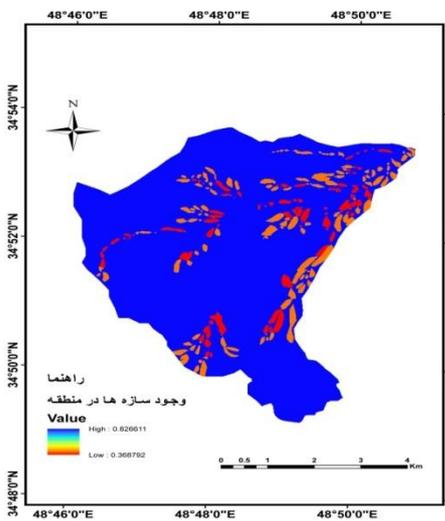 48°46'0"E 48°48'0"E 48°50'0"E
34°54'0"N
34°52'0"N
34°50'0"N
34°48'0"N
N
راهنما
وجود سازه ها در منطقه
Value
High : 0.826611
Low : 0.368792
0 0.5 1 2 3 4
Km
48°46'0"E 48°48'0"E 48°50'0"E